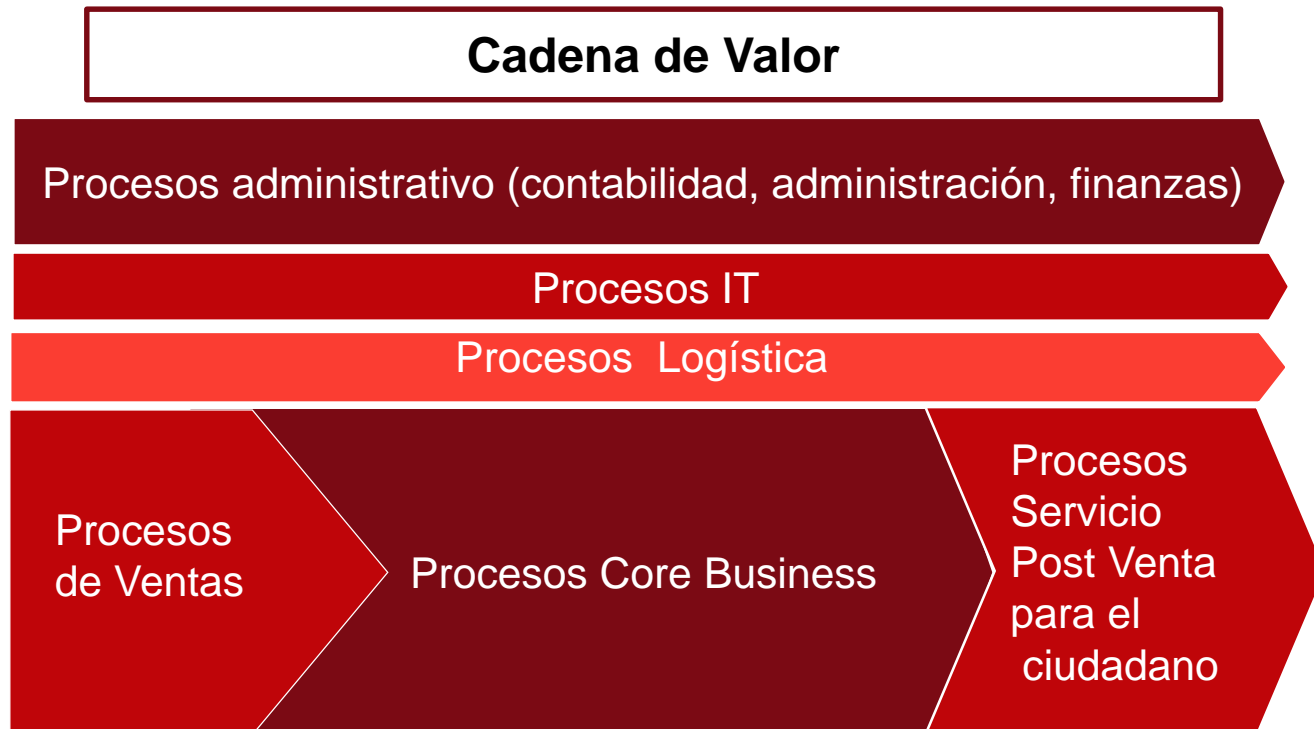 Cadena de Valor
Procesos administrativo (contabilidad, administración, finanzas)
Procesos IT
Procesos Logística
Procesos
de Ventas
Procesos Core Business
Procesos
Servicio
Post Venta
para el
ciudadano